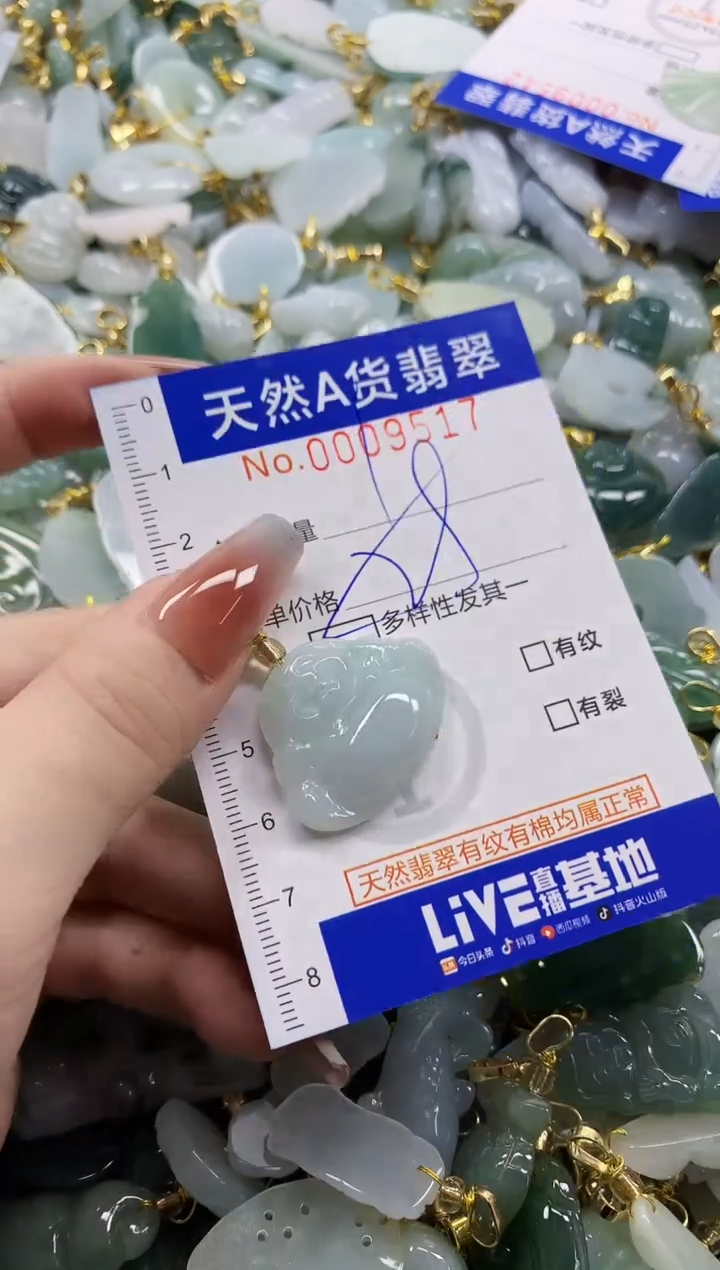 天然A货翡翠
No.0009517
量
单价格
多样性发其一
有纹
有裂
天然翡翠有纹有棉均属正常
LiVE直播基地
头条 今日头条 抖音 西瓜视频 抖音火山版
0
1
2
5
6
7
8
天然A货翡翠